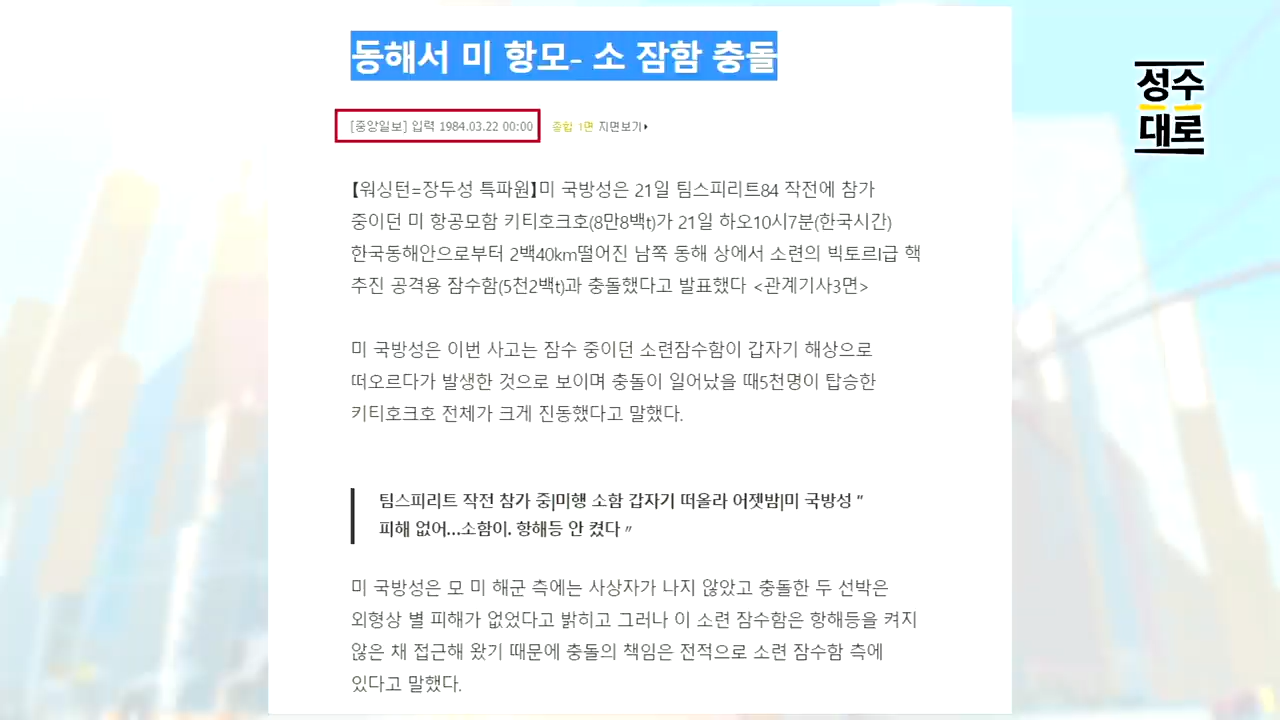 동해서 미 항모- 소 잠함 충돌
성수
대로
[중앙일보] 입력 1984.03.22 00:00 종합 1면 지면보기
【워싱턴=장두성 특파원】미 국방성은 21일 팀스피리트84 작전에 참가
중이던 미 항공모함 키티호크호(8만8백t)가 21일 하오10시7분(한국시간)
한국동해안으로부터 2백40km떨어진 남쪽 동해 상에서 소련의 빅토르I급 핵
추진 공격용 잠수함(5천2백t)과 충돌했다고 발표했다 <관계기사3면>
미 국방성은 이번 사고는 잠수 중이던 소련잠수함이 갑자기 해상으로
떠오르다가 발생한 것으로 보이며 충돌이 일어났을 때5천명이 탑승한
키티호크호 전체가 크게 진동했다고 말했다.
팀스피리트 작전 참가 중|미행 소함 갑자기 떠올라 어젯밤|미 국방성 "
피해 없어…소함이. 항해등 안 켰다 〃
미 국방성은 모 미 해군 측에는 사상자가 나지 않았고 충돌한 두 선박은
외형상 별 피해가 없었다고 밝히고 그러나 이 소련 잠수함은 항해등을 켜지
않은 채 접근해 왔기 때문에 충돌의 책임은 전적으로 소련 잠수함 측에
있다고 말했다.